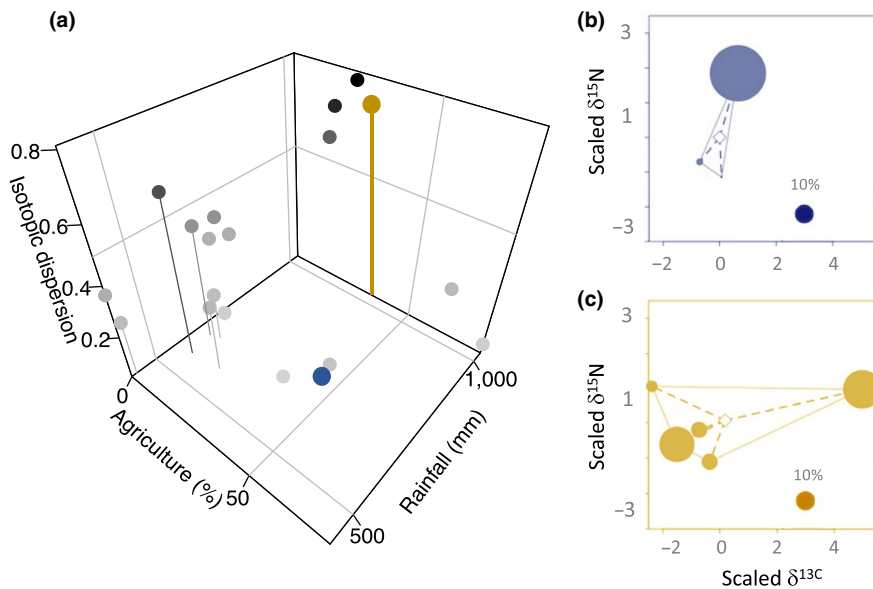 (a)
0.8
0.6
0.4
0.2
Isotopic dispersion
0
50
Agriculture (%)
500
1,000
Rainfall (mm)
(b)
3
1
−3
Scaled δ15N
10%
−2 0 2 4
(c)
3
1
−3
Scaled δ15N
10%
−2 0 2 4
Scaled δ13C